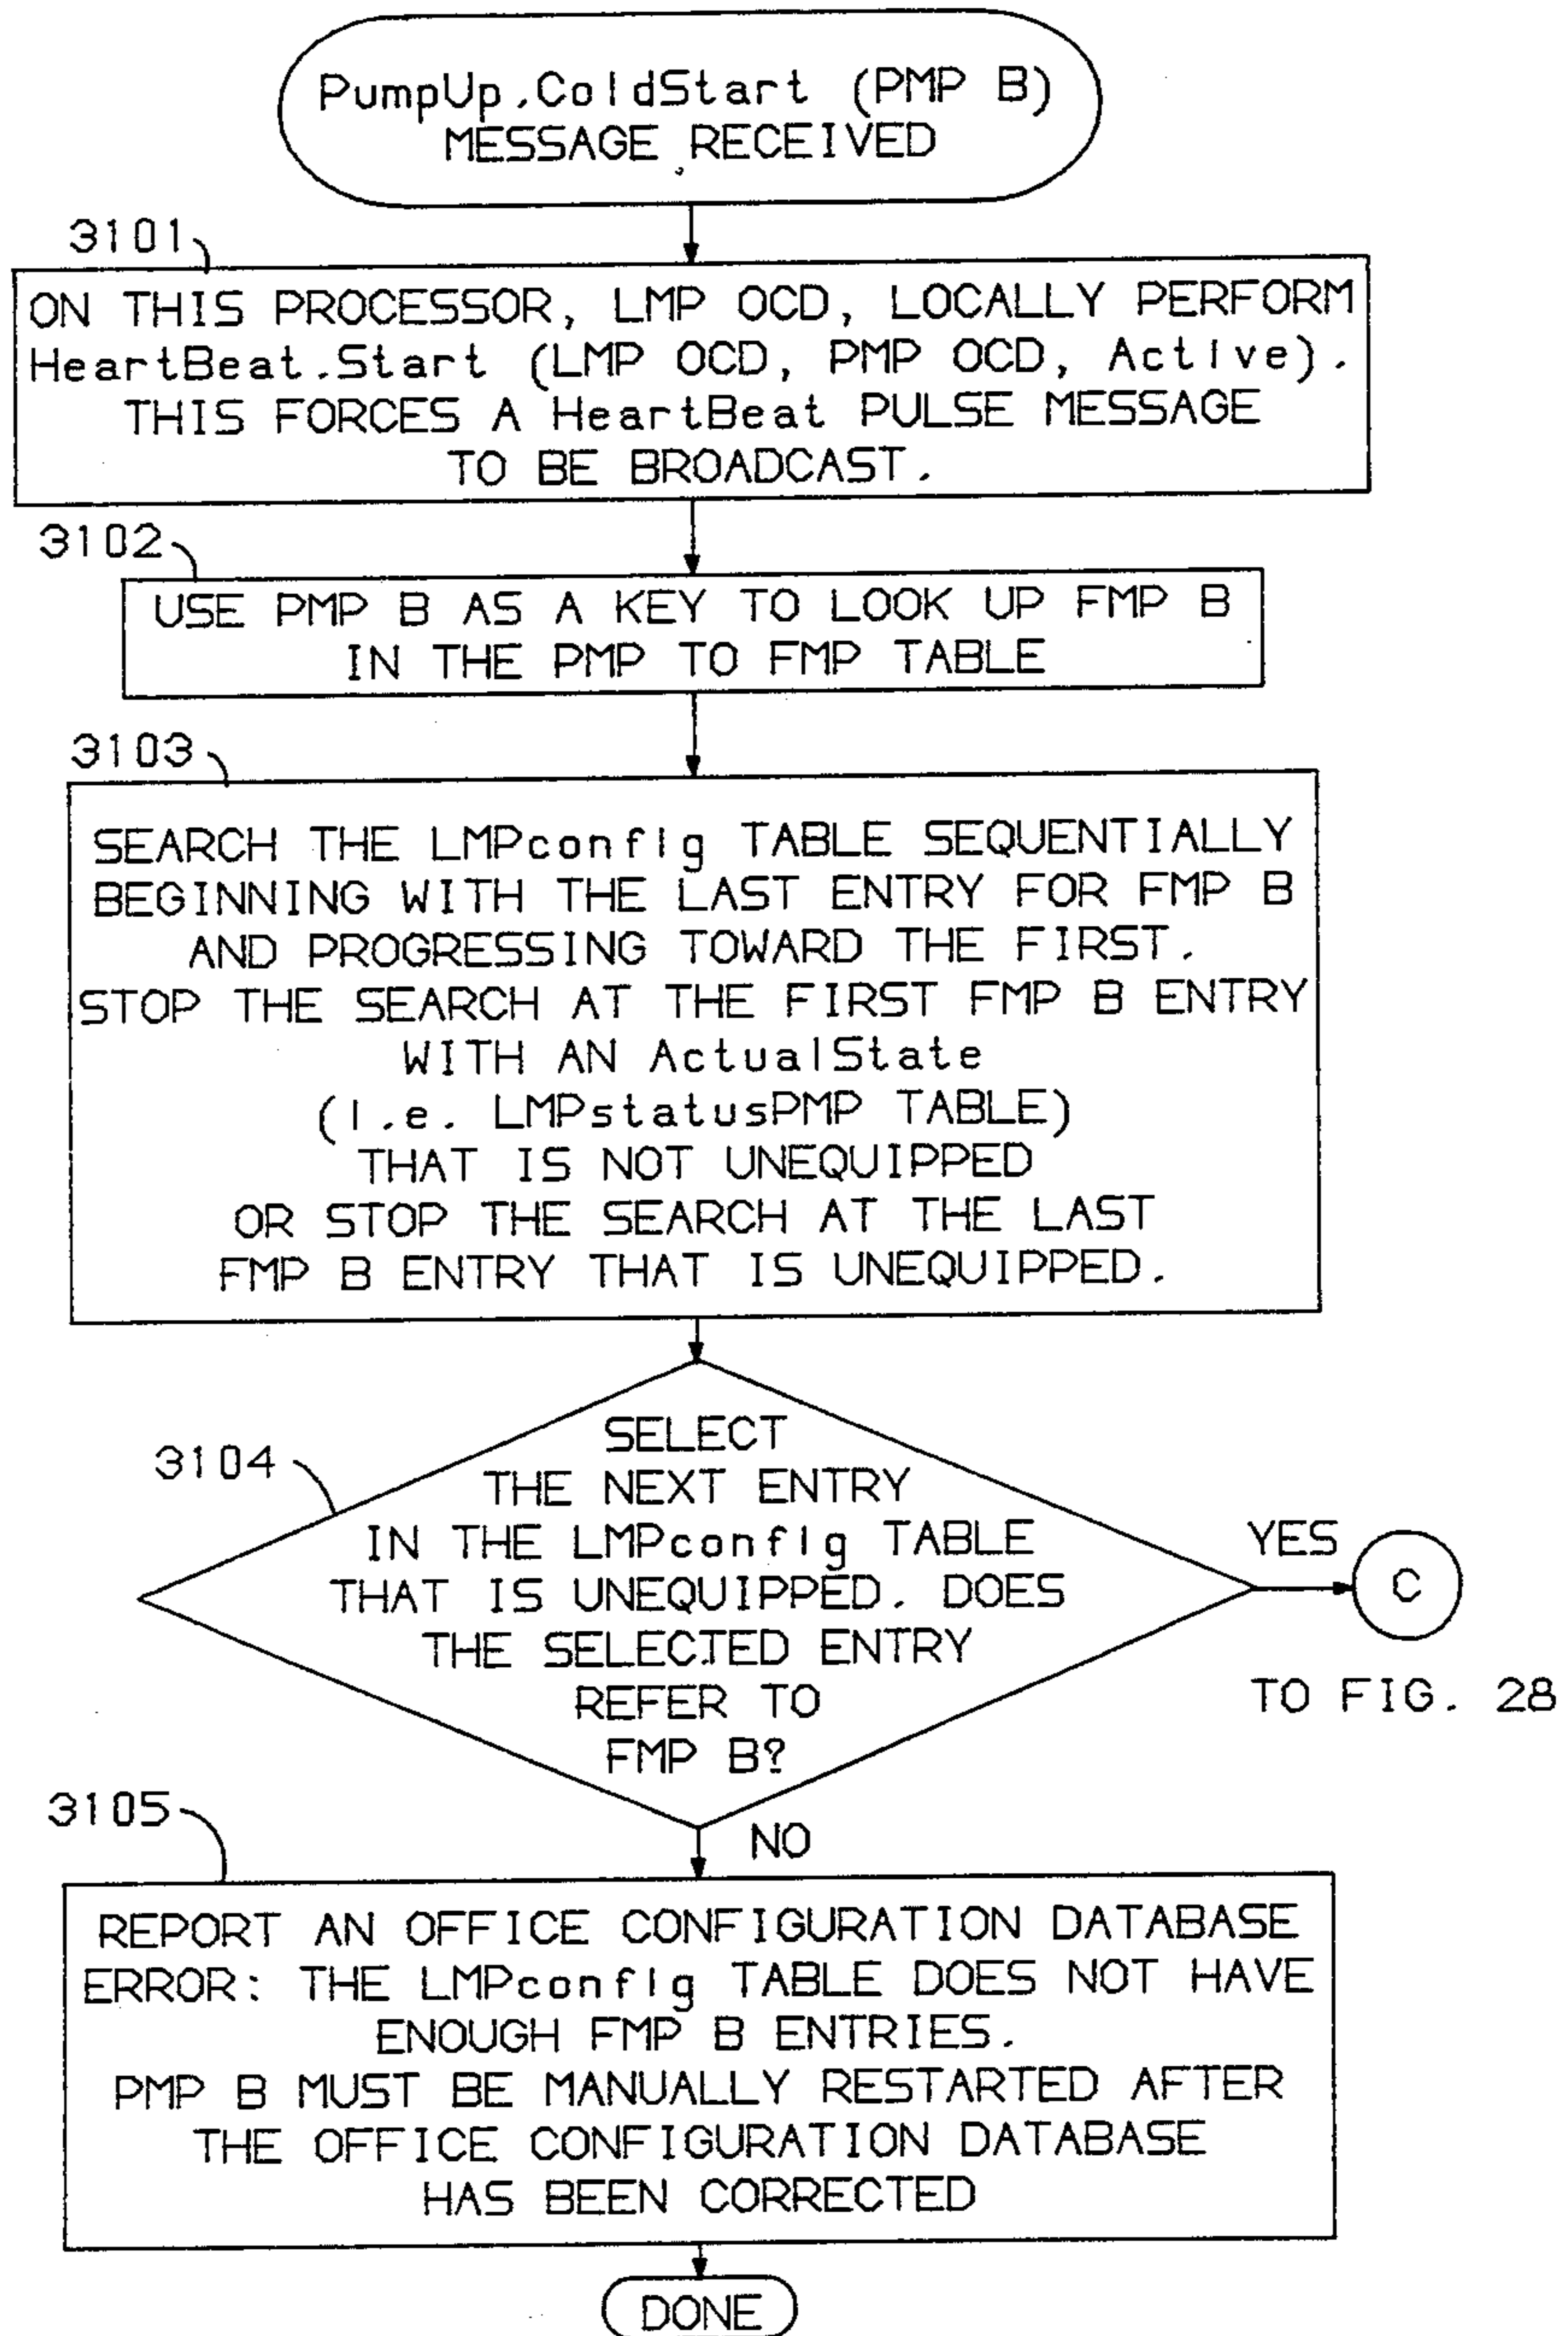 PumpUp.ColdStart (PMP B)
MESSAGE RECEIVED
3101
ON THIS PROCESSOR, LMP OCD, LOCALLY PERFORM
HeartBeat.Start (LMP OCD, PMP OCD, Active).
THIS FORCES A HeartBeat PULSE MESSAGE
TO BE BROADCAST.
3102
USE PMP B AS A KEY TO LOOK UP FMP B
IN THE PMP TO FMP TABLE
3103
SEARCH THE LMPconfig TABLE SEQUENTIALLY
BEGINNING WITH THE LAST ENTRY FOR FMP B
AND PROGRESSING TOWARD THE FIRST.
STOP THE SEARCH AT THE FIRST FMP B ENTRY
WITH AN ActualState
(i.e. LMPstatusPMP TABLE)
THAT IS NOT UNEQUIPPED
OR STOP THE SEARCH AT THE LAST
FMP B ENTRY THAT IS UNEQUIPPED.
3104
SELECT
THE NEXT ENTRY
IN THE LMPconfig TABLE
THAT IS UNEQUIPPED. DOES
THE SELECTED ENTRY
REFER TO
FMP B?
YES
C
TO FIG. 28
NO
3105
REPORT AN OFFICE CONFIGURATION DATABASE
ERROR: THE LMPconfig TABLE DOES NOT HAVE
ENOUGH FMP B ENTRIES.
PMP B MUST BE MANUALLY RESTARTED AFTER
THE OFFICE CONFIGURATION DATABASE
HAS BEEN CORRECTED
DONE